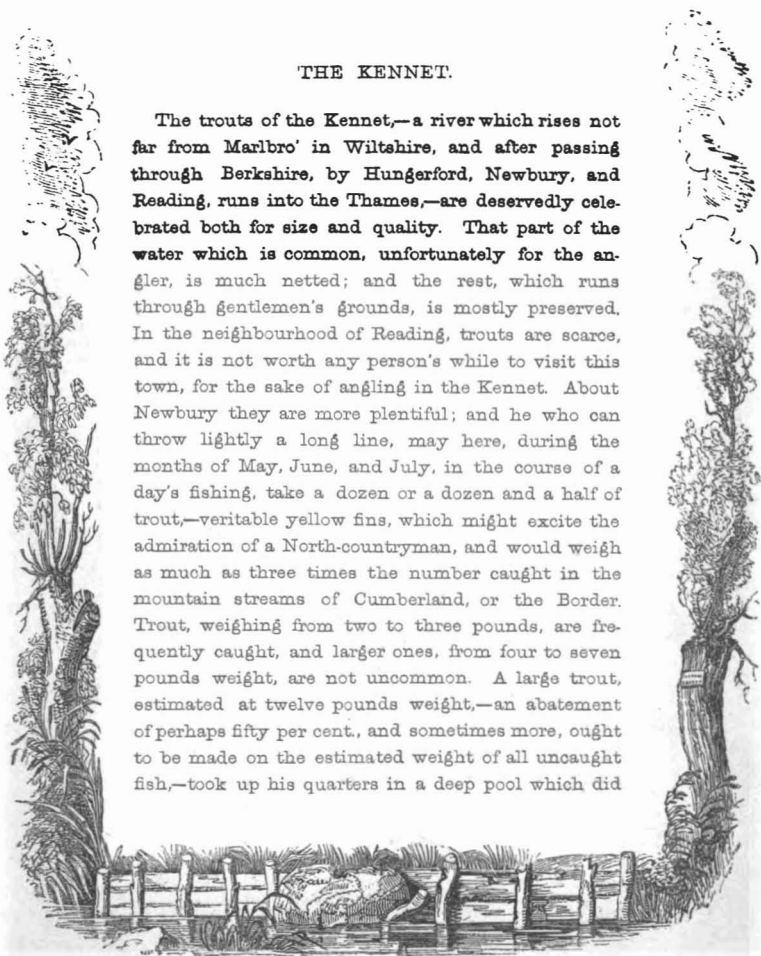 'THE KENNET.
The trouts of the Kennet,—a river which rises not
far from Marlbro' in Wiltshire, and after passing
through Berkshire, by Hungerford, Newbury, and
Reading, runs into the Thames,—are deservedly cele-
brated both for size and quality. That part of the
water which is common, unfortunately for the an-
gler, is much netted; and the rest, which runs
through gentlemen's grounds, is mostly preserved.
In the neighbourhood of Reading, trouts are scarce,
and it is not worth any person's while to visit this
town, for the sake of angling in the Kennet. About
Newbury they are more plentiful; and he who can
throw lightly a long line, may here, during the
months of May, June, and July, in the course of a
day's fishing, take a dozen or a dozen and a half of
trout,—veritable yellow fins, which might excite the
admiration of a North-countryman, and would weigh
as much as three times the number caught in the
mountain streams of Cumberland, or the Border.
Trout, weighing from two to three pounds, are fre-
quently caught, and larger ones, from four to seven
pounds weight, are not uncommon. A large trout,
estimated at twelve pounds weight,—an abatement
of perhaps fifty per cent., and sometimes more, ought
to be made on the estimated weight of all uncaught
fish,—took up his quarters in a deep pool which did